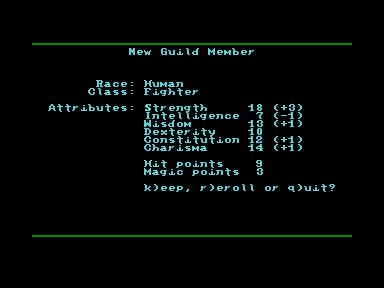 New Guild Member
Race: Human
Class: Fighter
Attributes: Strength 18 (+3)
Intelligence 7 (-1)
Wisdom 13 (+1)
Dexterity 10
Constitution 12 (+1)
Charisma 14 (+1)
Hit points 9
Magic points 3
k)eep, r)eroll or q)uit?